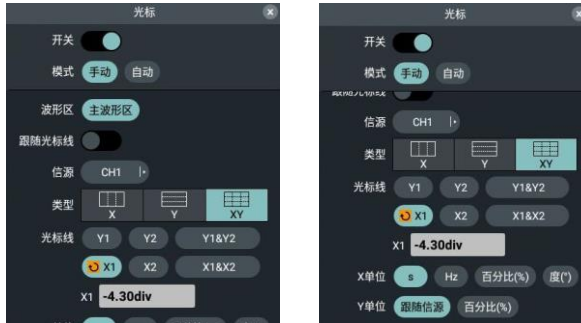 光标
开关
模式 手动 自动
波形区 主波形区
跟随光标线
信源 CH1
类型 X Y XY
光标线 Y1 Y2 Y1&Y2
X1 X2 X1&X2
X1 -4.30div
光标
开关
模式 手动 自动
信源 CH1
类型 X Y XY
光标线 Y1 Y2 Y1&Y2
X1 X2 X1&X2
X1 -4.30div
X单位 s Hz 百分比(%) 度(°)
Y单位 跟随信源 百分比(%)